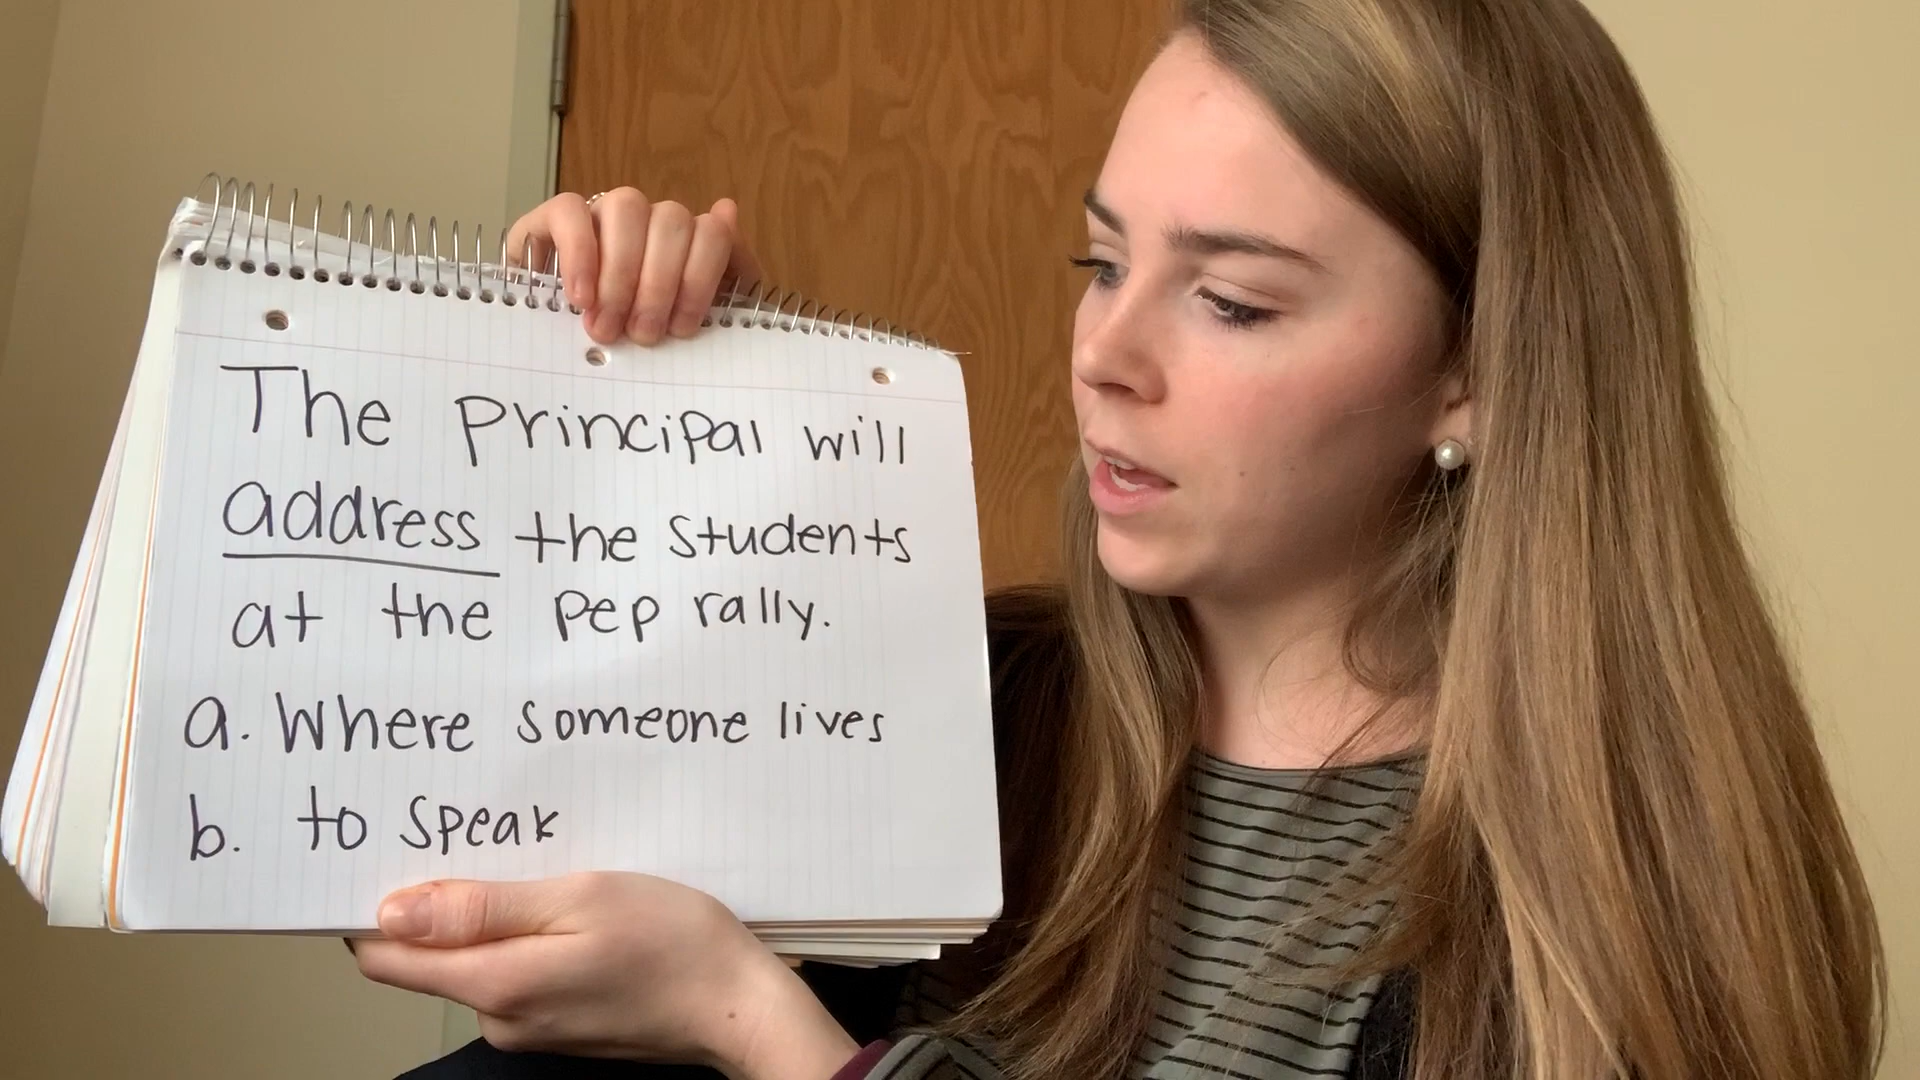 The principal will
address the students
at the pep rally.
a. Where someone lives
b. to speak